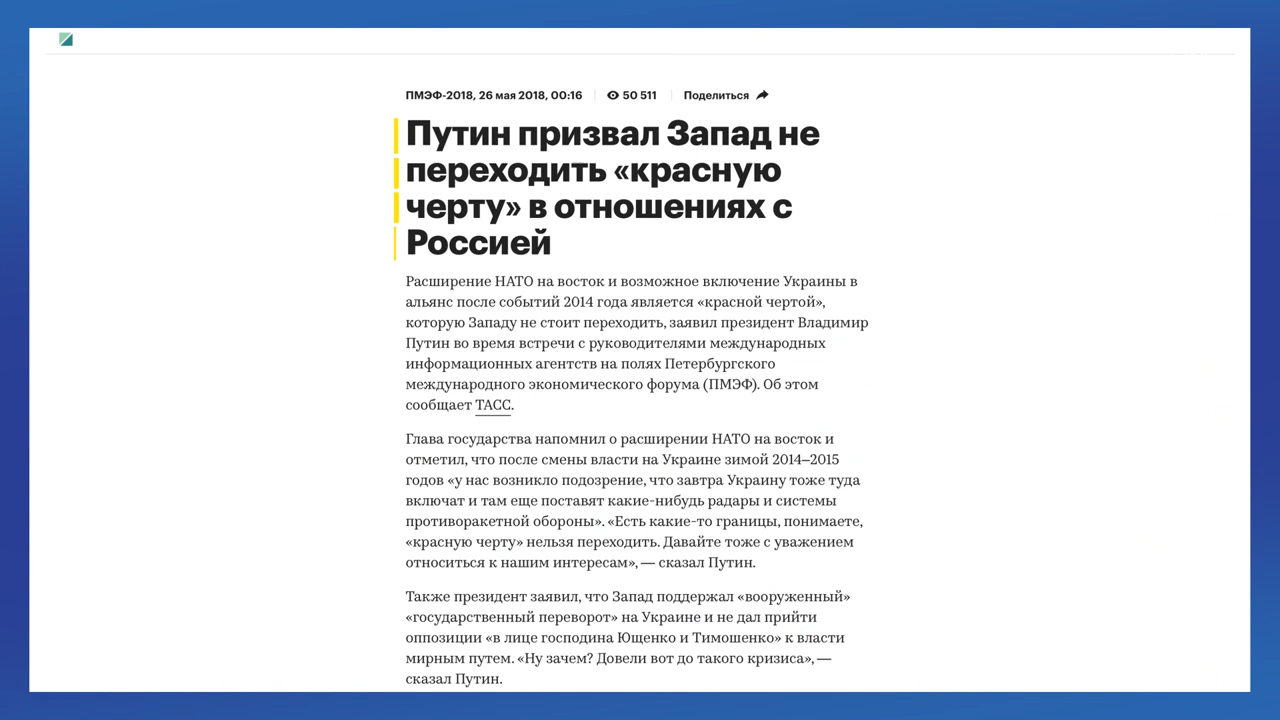 ПМЭФ-2018, 26 мая 2018, 00:16 50 511 Поделиться
Путин призвал Запад не
переходить «красную
черту» в отношениях с
Россией
Расширение НАТО на восток и возможное включение Украины в
альянс после событий 2014 года является «красной чертой»,
которую Западу не стоит переходить, заявил президент Владимир
Путин во время встречи с руководителями международных
информационных агентств на полях Петербургского
международного экономического форума (ПМЭФ). Об этом
сообщает ТАСС.
Глава государства напомнил о расширении НАТО на восток и
отметил, что после смены власти на Украине зимой 2014–2015
годов «у нас возникло подозрение, что завтра Украину тоже туда
включат и там еще поставят какие-нибудь радары и системы
противоракетной обороны». «Есть какие-то границы, понимаете,
«красную черту» нельзя переходить. Давайте тоже с уважением
относиться к нашим интересам», — сказал Путин.
Также президент заявил, что Запад поддержал «вооруженный»
«государственный переворот» на Украине и не дал прийти
оппозиции «в лице господина Ющенко и Тимошенко» к власти
мирным путем. «Ну зачем? Довели вот до такого кризиса», —
сказал Путин.